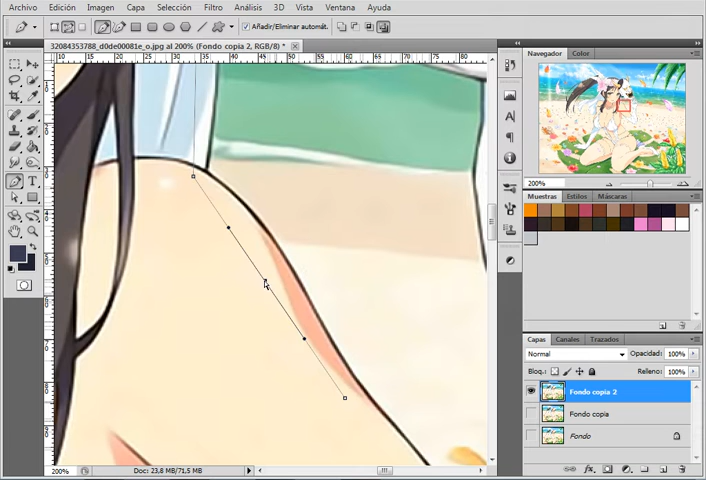 Archivo Edición Imagen Capa Selección Filtro Análisis 3D Vista Ventana Ayuda
Añadir/Eliminar automát.
32084353788_d0de00081e_o.jpg al 200% (Fondo copia 2, RGB/8) *
Navegador Color
200%
Muestras Estilos Máscaras
Capas Canales Trazados
Normal Opacidad: 100%
Bloq.: Relleno: 100%
Fondo copia 2
Fondo copia
Fondo
200% Doc: 23,8 MB/71,5 MB